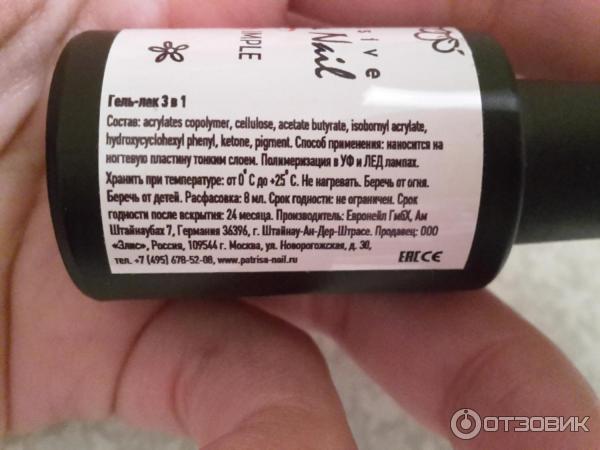 sive
Nail
IMPLE
Гель-лак 3 в 1
Состав: acrylates copolymer, cellulose, acetate butyrate, isobornyl acrylate,
hydroxycyclohexyl phenyl, ketone, pigment. Способ применения: наносится на
ногтевую пластину тонким слоем. Полимеризация в УФ и ЛЕД лампах.
Хранить при температуре: от 0° С до +25° С. Не нагревать. Беречь от огня.
Беречь от детей. Расфасовка: 8 мл. Срок годности: не ограничен. Срок
годности после вскрытия: 24 месяца. Производитель: Евронейл ГмбХ, Ам
Штайнаубах 7, Германия 36396, г. Штайнау-Ан-Дер-Штрасе. Продавец: ООО
«Элис», Россия, 109544 г. Москва, ул. Новорогожская, д. 30,
тел. +7 (495) 678-52-08, www.patrisa-nail.ru
EAC CE
ОТЗОВИК